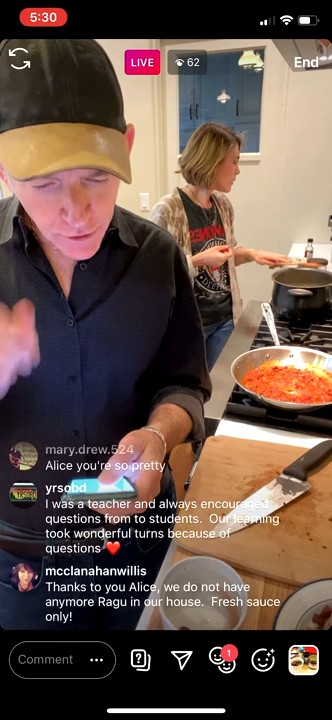 5:30
LIVE
62
End
mary.drew.524
Alice you're so pretty
yrsobd
I was a teacher and always encouraged
questions from to students. Our learning
took wonderful turns because of
questions ❤️
mcclanahanwillis
Thanks to you Alice, we do not have
anymore Ragu in our house. Fresh sauce
only!
Comment
1